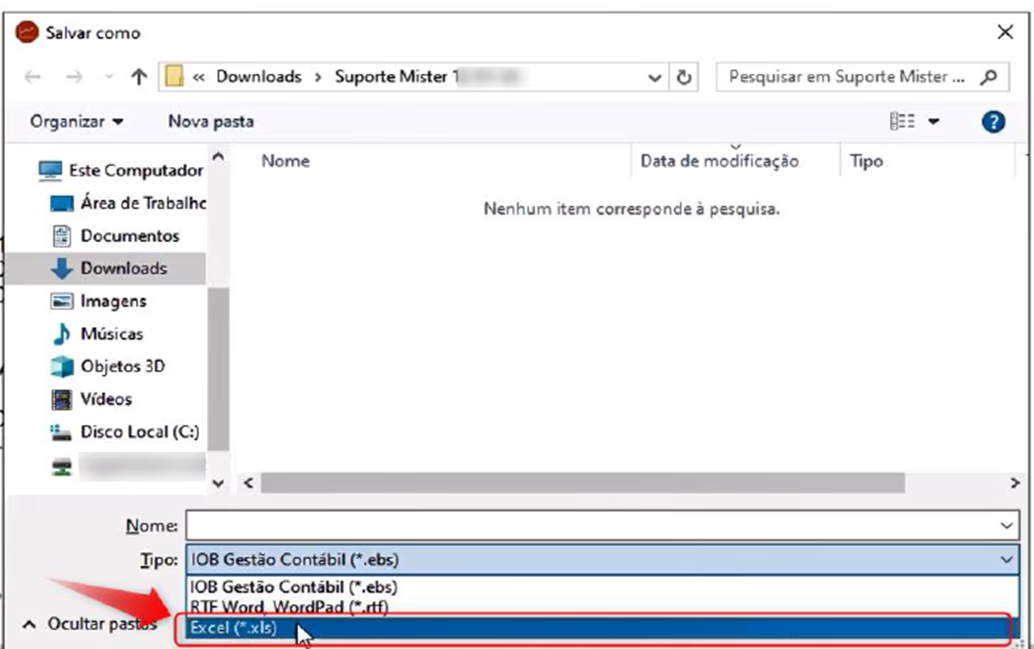 Salvar como
« Downloads › Suporte Mister 1
Pesquisar em Suporte Mister ...
Organizar
Nova pasta
Nome
Data de modificação
Tipo
Nenhum item corresponde à pesquisa.
Este Computador
Área de Trabalho
Documentos
Downloads
Imagens
Músicas
Objetos 3D
Vídeos
Disco Local (C:)
Nome:
Tipo: IOB Gestão Contábil (*.ebs)
IOB Gestão Contábil (*.ebs)
RTF Word, WordPad (*.rtf)
Excel (*.xls)
Ocultar pastas